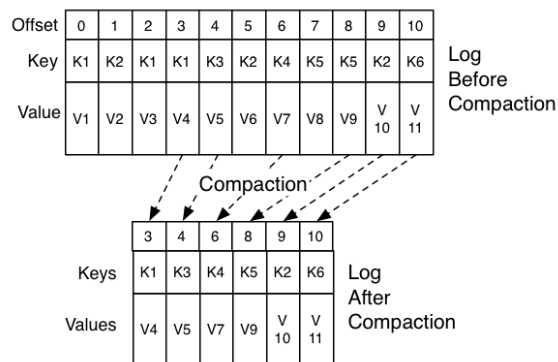 Offset 0 1 2 3 4 5 6 7 8 9 10
Key K1 K2 K1 K1 K3 K2 K4 K5 K5 K2 K6
Value V1 V2 V3 V4 V5 V6 V7 V8 V9 V 10 V 11
Log
Before
Compaction
Compaction
3 4 6 8 9 10
Keys K1 K3 K4 K5 K2 K6
Values V4 V5 V7 V9 V 10 V 11
Log
After
Compaction